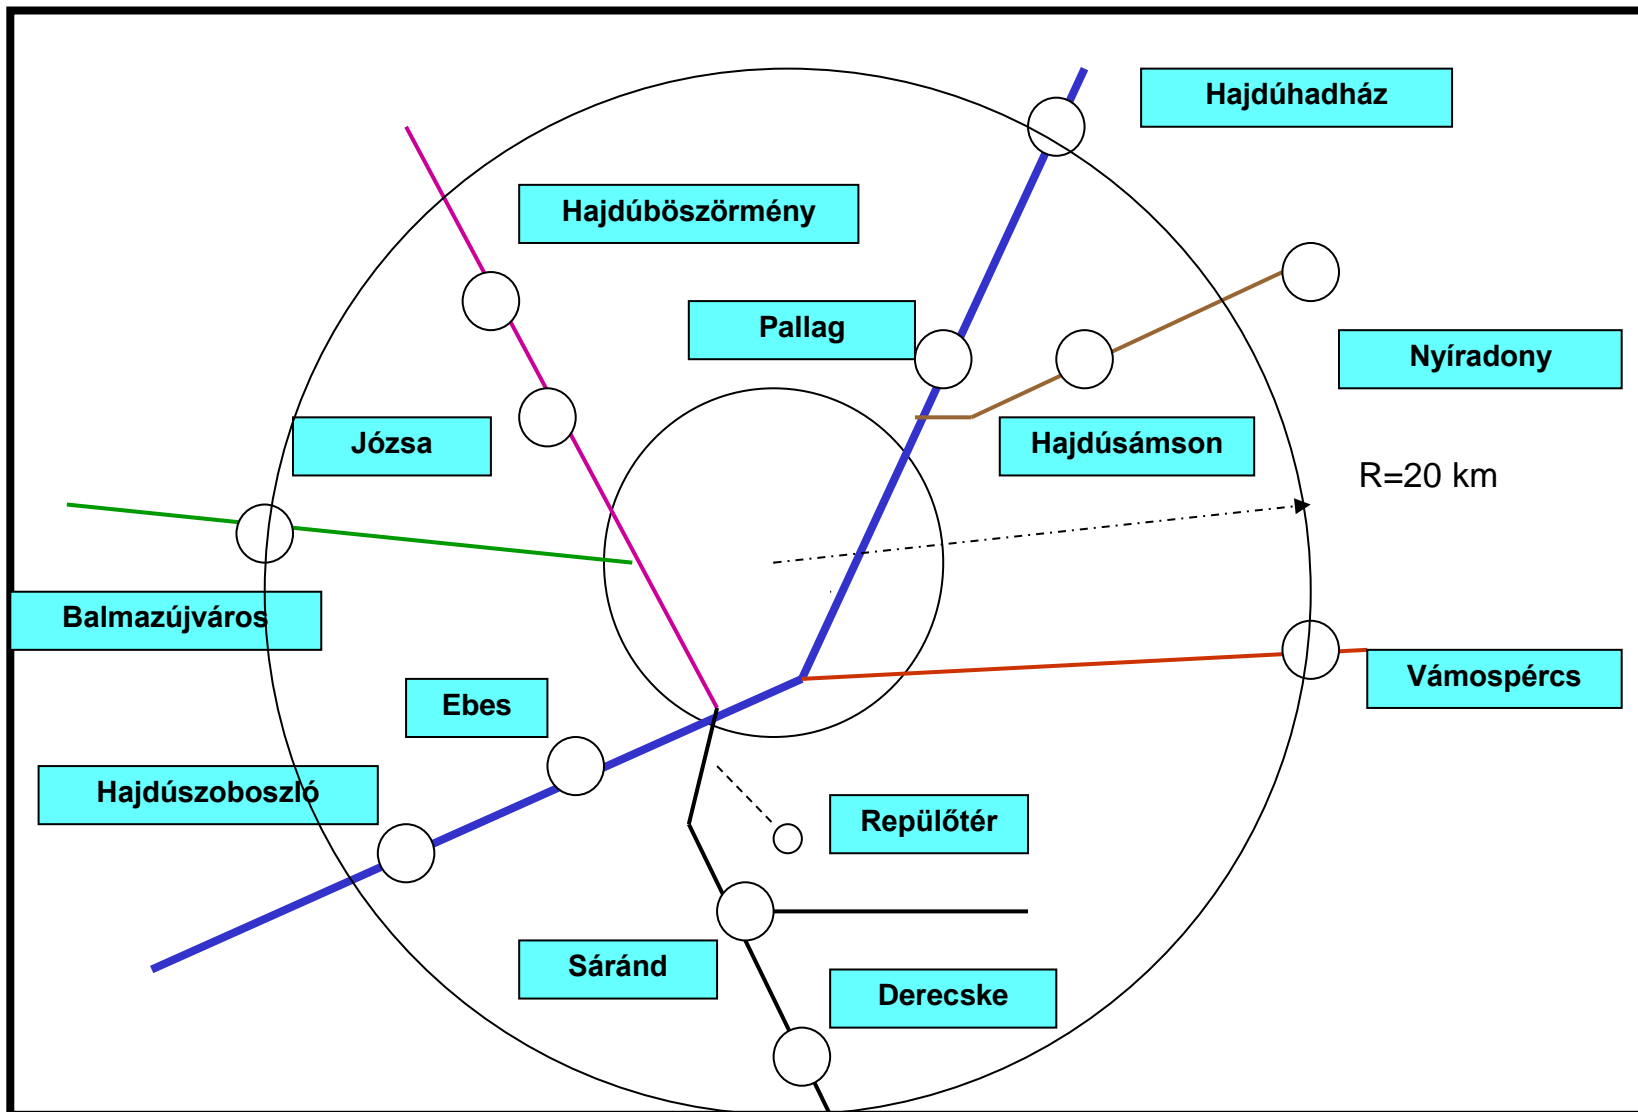 Hajdúhadház
Hajdúböszörmény
Pallag
Nyíradony
Józsa
Hajdúsámson
R=20 km
Balmazújváros
Vámospércs
Ebes
Hajdúszoboszló
Repülőtér
Sáránd
Derecske